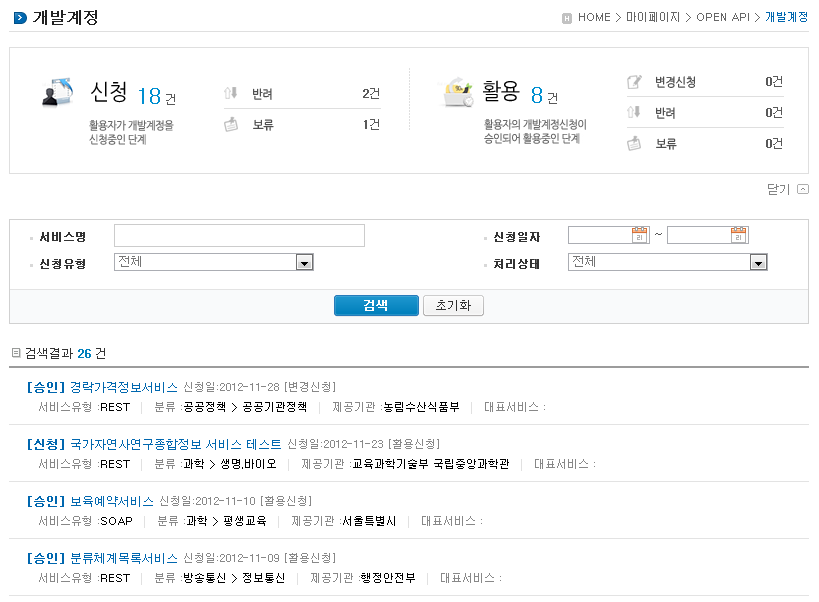 개발계정
HOME > 마이페이지 > OPEN API > 개발계정
신청 18 건
활용자가 개발계정을
신청중인 단계
반려 2건
보류 1건
활용 8 건
활용자의 개발계정신청이
승인되어 활용중인 단계
변경신청 0건
반려 0건
보류 0건
닫기
서비스명
신청일자 ~
신청유형 전체
처리상태 전체
검색 초기화
검색결과 26 건
[승인] 경락가격정보서비스 신청일:2012-11-28 [변경신청]
서비스유형 :REST 분류 :공공정책 > 공공기관정책 제공기관 :농림수산식품부 대표서비스 :
[신청] 국가자연사연구종합정보 서비스 테스트 신청일:2012-11-23 [활용신청]
서비스유형 :REST 분류 :과학 > 생명,바이오 제공기관 :교육과학기술부 국립중앙과학관 대표서비스 :
[승인] 보육예약서비스 신청일:2012-11-10 [활용신청]
서비스유형 :SOAP 분류 :과학 > 평생교육 제공기관 :서울특별시 대표서비스 :
[승인] 분류체계목록서비스 신청일:2012-11-09 [활용신청]
서비스유형 :REST 분류 :방송통신 > 정보통신 제공기관 :행정안전부 대표서비스 :